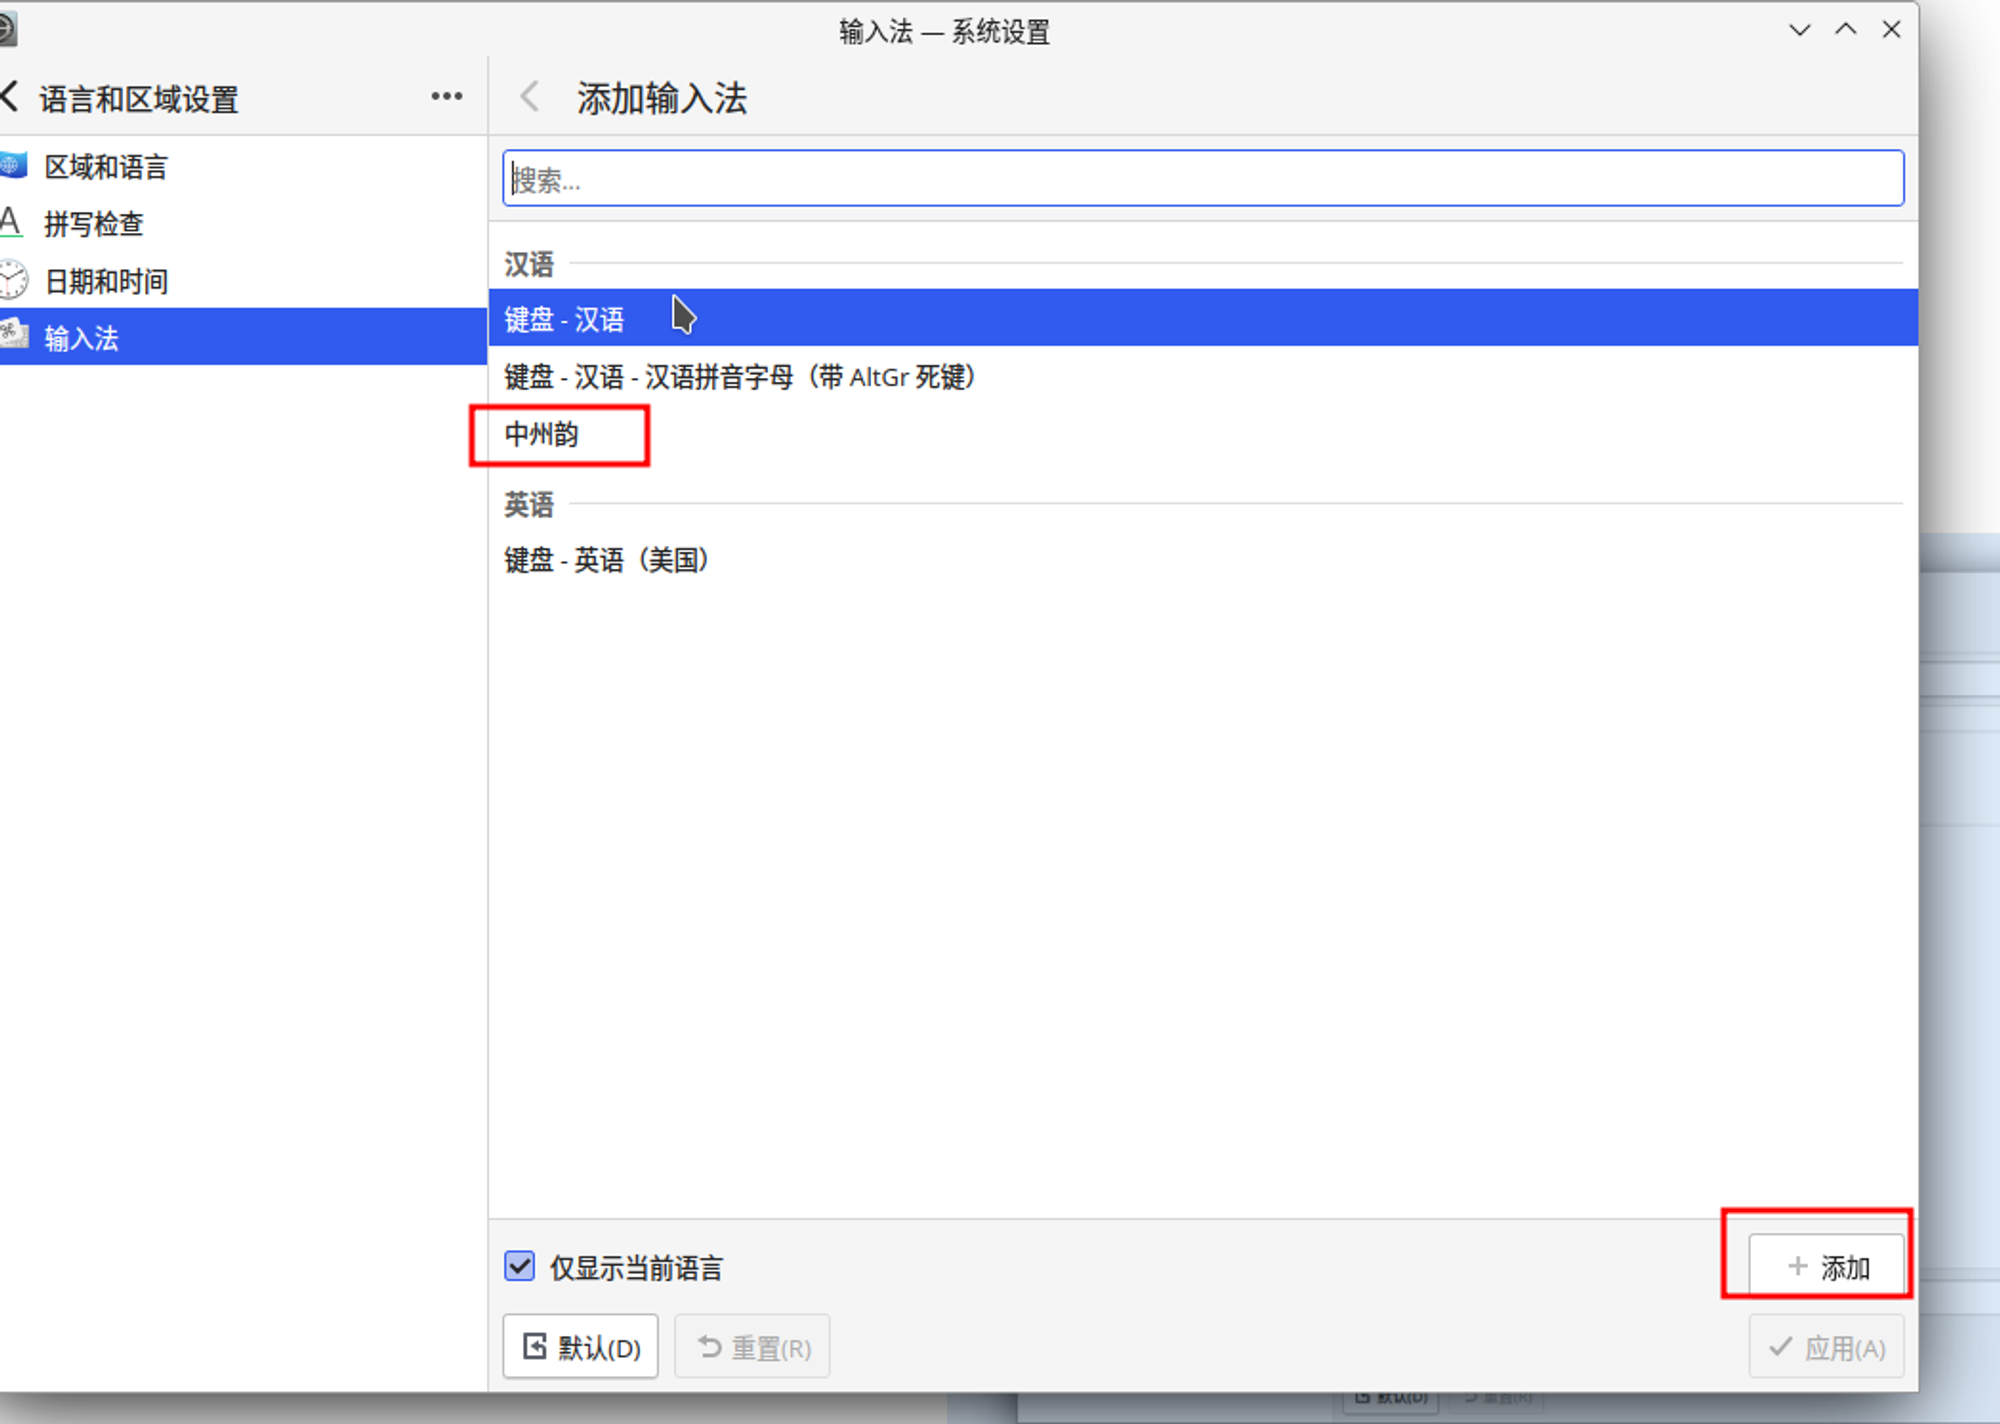 输入法 — 系统设置
语言和区域设置
添加输入法
区域和语言
拼写检查
日期和时间
输入法
搜索...
汉语
键盘 - 汉语
键盘 - 汉语 - 汉语拼音字母（带 AltGr 死键）
中州韵
英语
键盘 - 英语（美国）
仅显示当前语言
添加
默认(D)
重置(R)
应用(A)
默认(D)
重置(R)